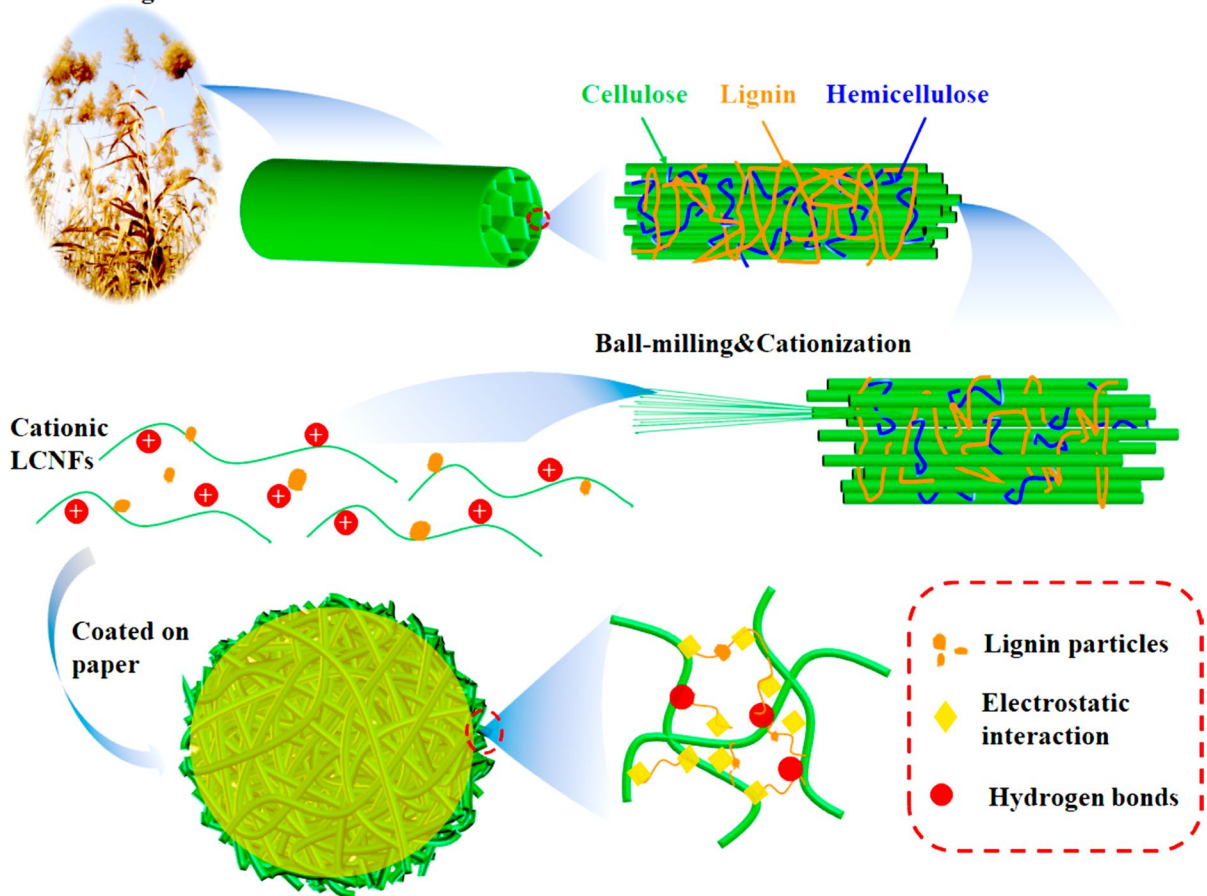 Cellulose Lignin Hemicellulose
Ball-milling&Cationization
Cationic
LCNFs
+ + + + + + + +
Coated on
paper
Lignin particles
Electrostatic
interaction
Hydrogen bonds